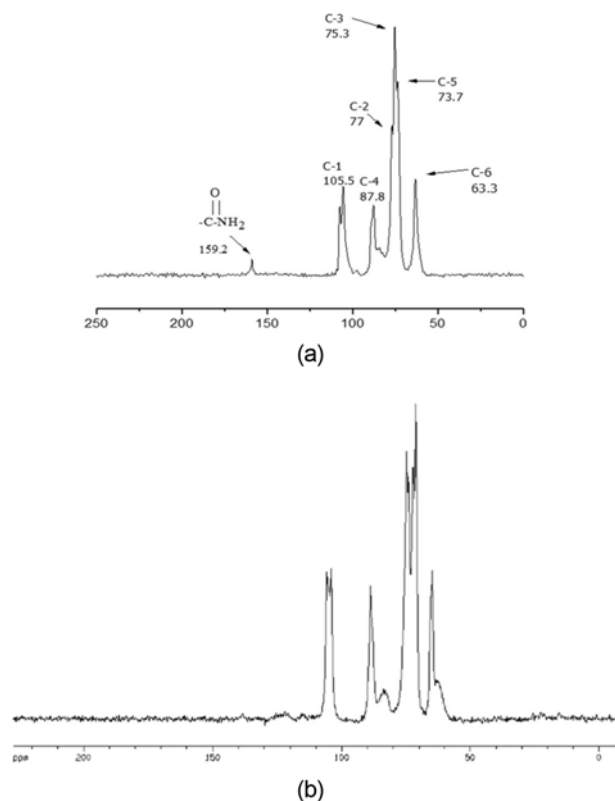 C-3
75.3
C-5
73.7
C-2
77
C-1
105.5
C-4
87.8
C-6
63.3
O
-C-NH₂
159.2
250 200 150 100 50 0
(a)
ppm 200 150 100 50 0
(b)